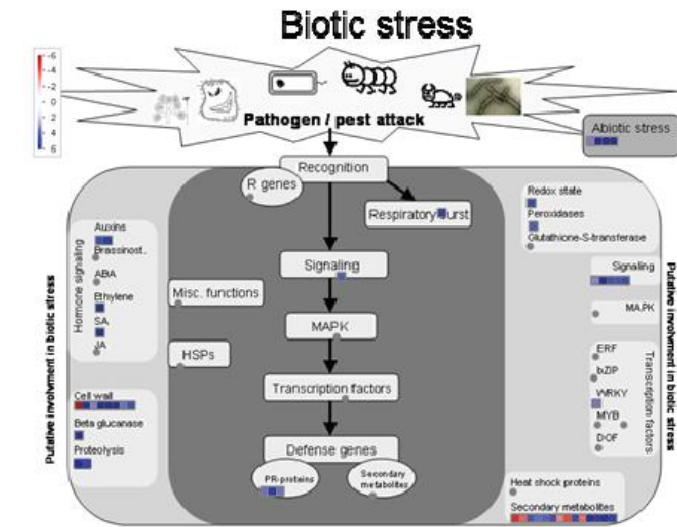 Biotic stress
-6
-4
-2
0
2
4
6
Pathogen / pest attack
Abiotic stress
Recognition
R genes
Respiratory burst
Signaling
Misc. functions
MAPK
HSPs
Transcription factors
Defense genes
PR-proteins
Secondary
metabolites
Putative involvment in biotic stress
Hormone signaling
Auxins
Brassinost.
ABA
Ethylene
SA
JA
Cell wall
Beta glucanase
Proteolysis
Redox state
Peroxidases
Glutathione-S-transferase
Signaling
MAPK
ERF
bZIP
WRKY
MYB
DOF
Transcription factors
Heat shock proteins
Secondary metabolites
Putative involvment in biotic stress